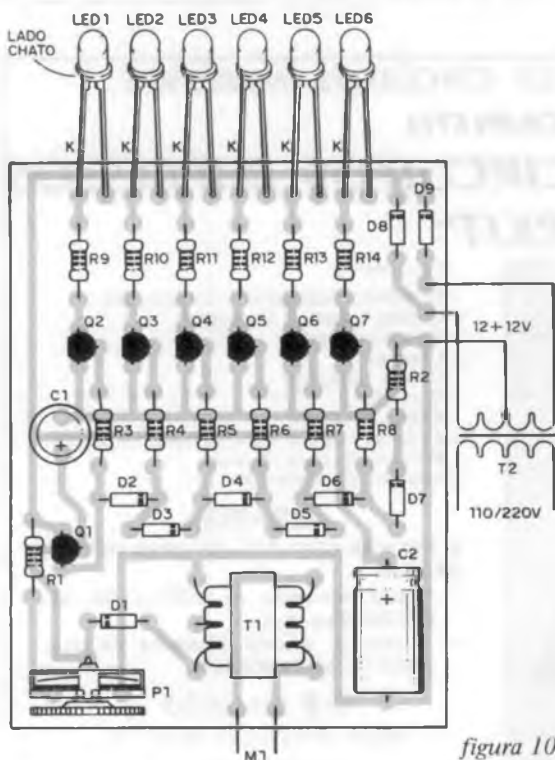 LED1 LED2 LED3 LED4 LED5 LED6
LADO
CHATO
K K K K K K
D9
D8
R9 R10 R11 R12 R13 R14
Q2 Q3 Q4 Q5 Q6 Q7
12+12V
R2
C1
+
R3 R4 R5 R6 R7 R8
T2
D2 D4 D6 D7
D3 D5
110/220V
Q1
R1
C2
+
D1
T1
P1
M1
figura 10